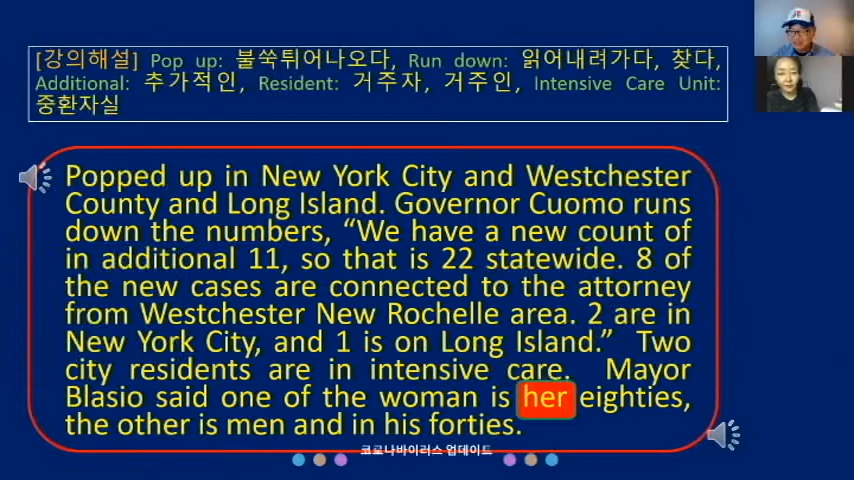 [강의해설] Pop up: 불쑥튀어나오다, Run down: 읽어내려가다, 찾다,
Additional: 추가적인, Resident: 거주자, 거주인, Intensive Care Unit:
중환자실
Popped up in New York City and Westchester
County and Long Island. Governor Cuomo runs
down the numbers, “We have a new count of
in additional 11, so that is 22 statewide. 8 of
the new cases are connected to the attorney
from Westchester New Rochelle area. 2 are in
New York City, and 1 is on Long Island.” Two
city residents are in intensive care. Mayor
Blasio said one of the woman is her eighties,
the other is men and in his forties.
코로나바이러스 업데이트